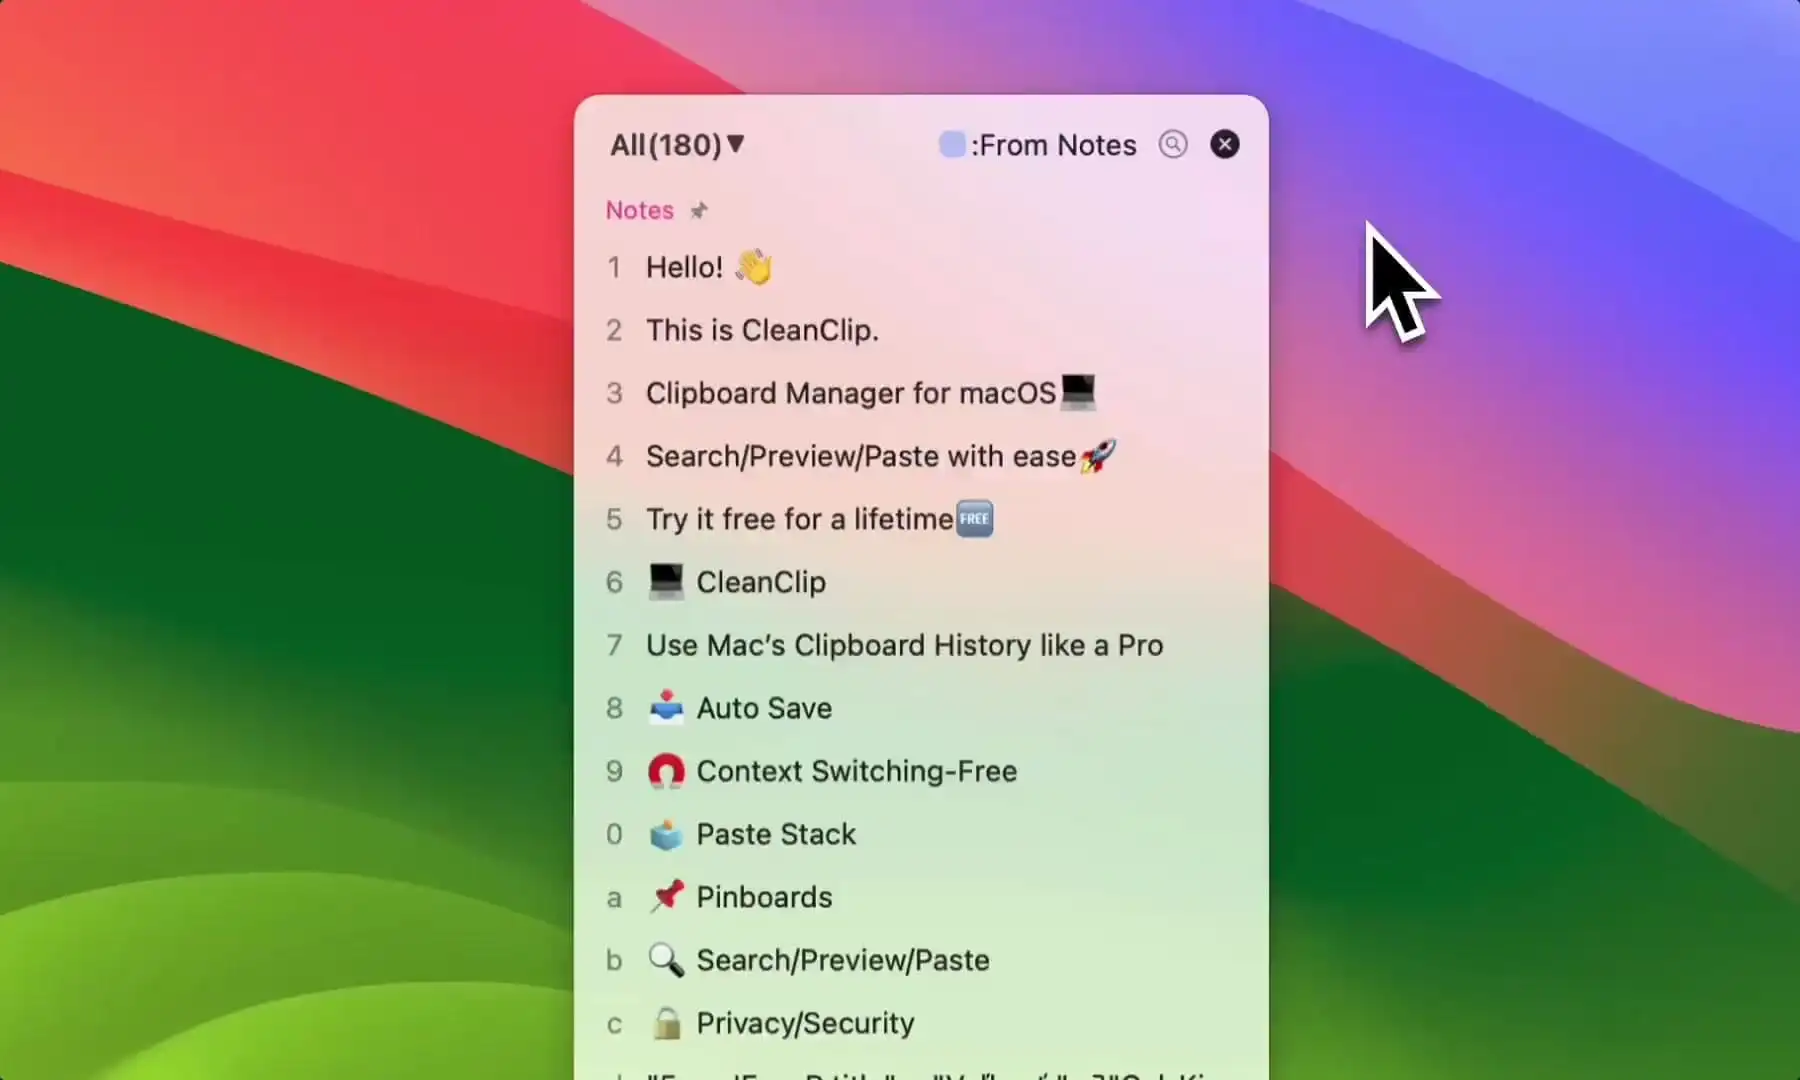 All(180)▼ :From Notes
Notes
1 Hello! 👋
2 This is CleanClip.
3 Clipboard Manager for macOS💻
4 Search/Preview/Paste with ease🚀
5 Try it free for a lifetime🆓
6 💻 CleanClip
7 Use Mac’s Clipboard History like a Pro
8 📥 Auto Save
9 🧲 Context Switching-Free
0 🗳️ Paste Stack
a 📌 Pinboards
b 🔍 Search/Preview/Paste
c 🔒 Privacy/Security